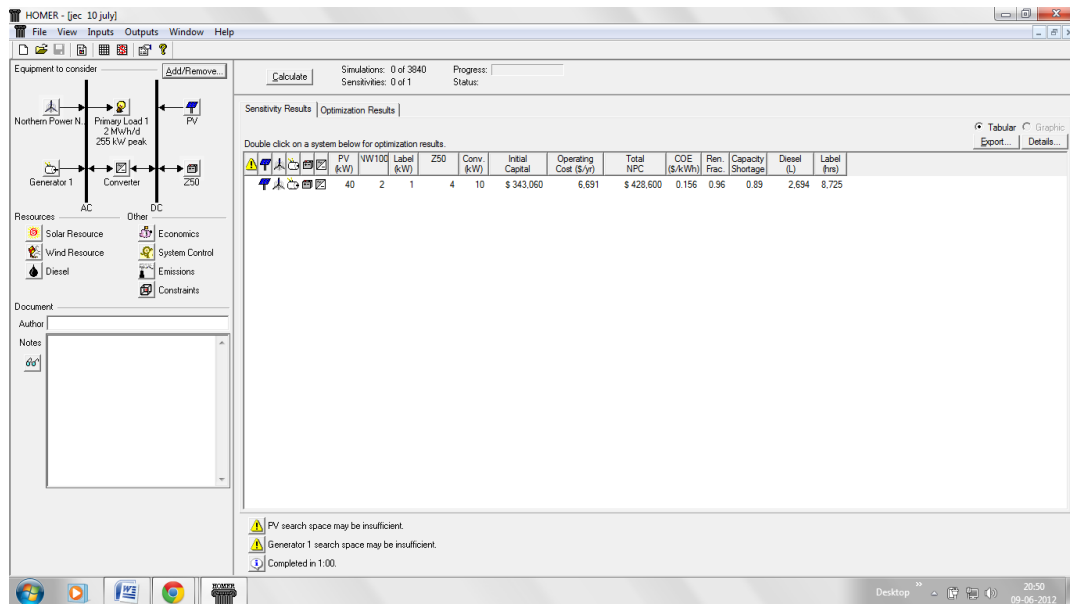 HOMER - [jec 10 july]
File View Inputs Outputs Window Help
Equipment to consider
Add/Remove...
Northern Power N.
Primary Load 1
2 MWh/d
255 kW peak
PV
Generator 1
Converter
Z50
AC
DC
Resources
Other
Solar Resource
Economics
Wind Resource
System Control
Diesel
Emissions
Constraints
Document
Author
Notes
Calculate
Simulations: 0 of 3840
Progress:
Sensitivities: 0 of 1
Status:
Sensitivity Results
Optimization Results
Tabular
Graphic
Double click on a system below for optimization results.
Export...
Details...
PV (kW) NW100 Label (kW) Z50 Conv. (kW) Initial Capital Operating Cost ($/yr) Total NPC COE ($/kWh) Ren. Frac. Capacity Shortage Diesel (L) Label (hrs)
40 2 1 4 10 $ 343,060 6,691 $ 428,600 0.156 0.96 0.89 2,694 8,725
PV search space may be insufficient.
Generator 1 search space may be insufficient.
Completed in 1:00.
HOMER
Desktop
20:50
09-06-2012